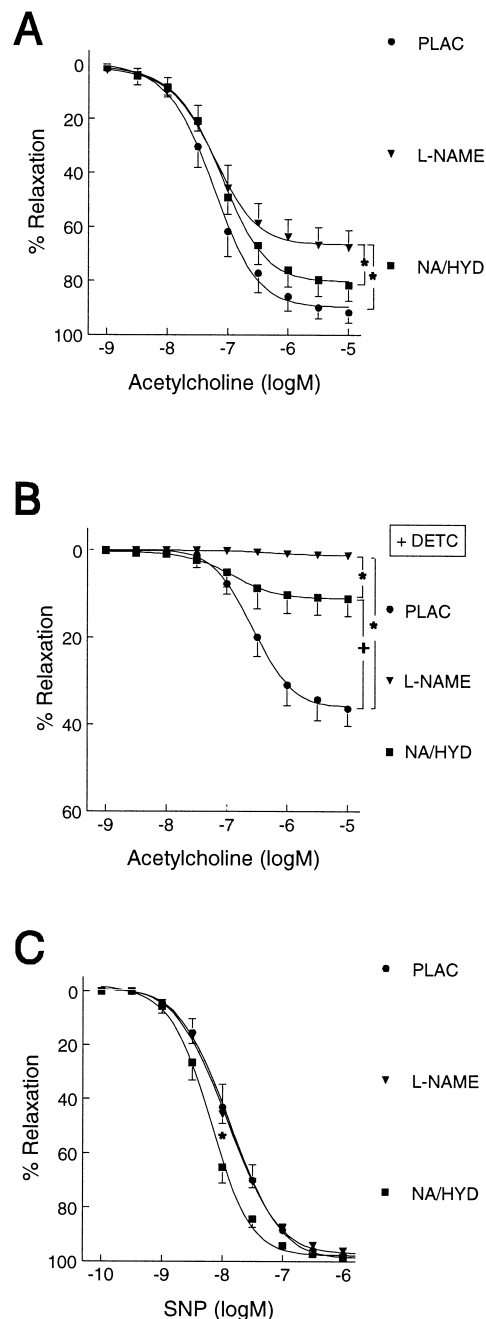 A
PLAC
L-NAME
NA/HYD
% Relaxation
0
20
40
60
80
100
*
*
-9 -8 -7 -6 -5
Acetylcholine (logM)
B
+ DETC
PLAC
L-NAME
NA/HYD
% Relaxation
0
20
40
60
*
*
+
-9 -8 -7 -6 -5
Acetylcholine (logM)
C
PLAC
L-NAME
NA/HYD
% Relaxation
0
20
40
60
80
100
*
-10 -9 -8 -7 -6
SNP (logM)